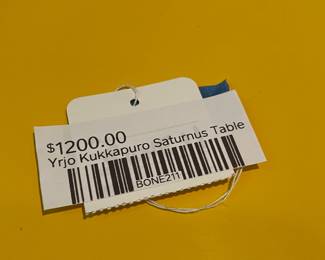 $1200.00
Yrjo Kukkapuro Saturnus Table
BONE211